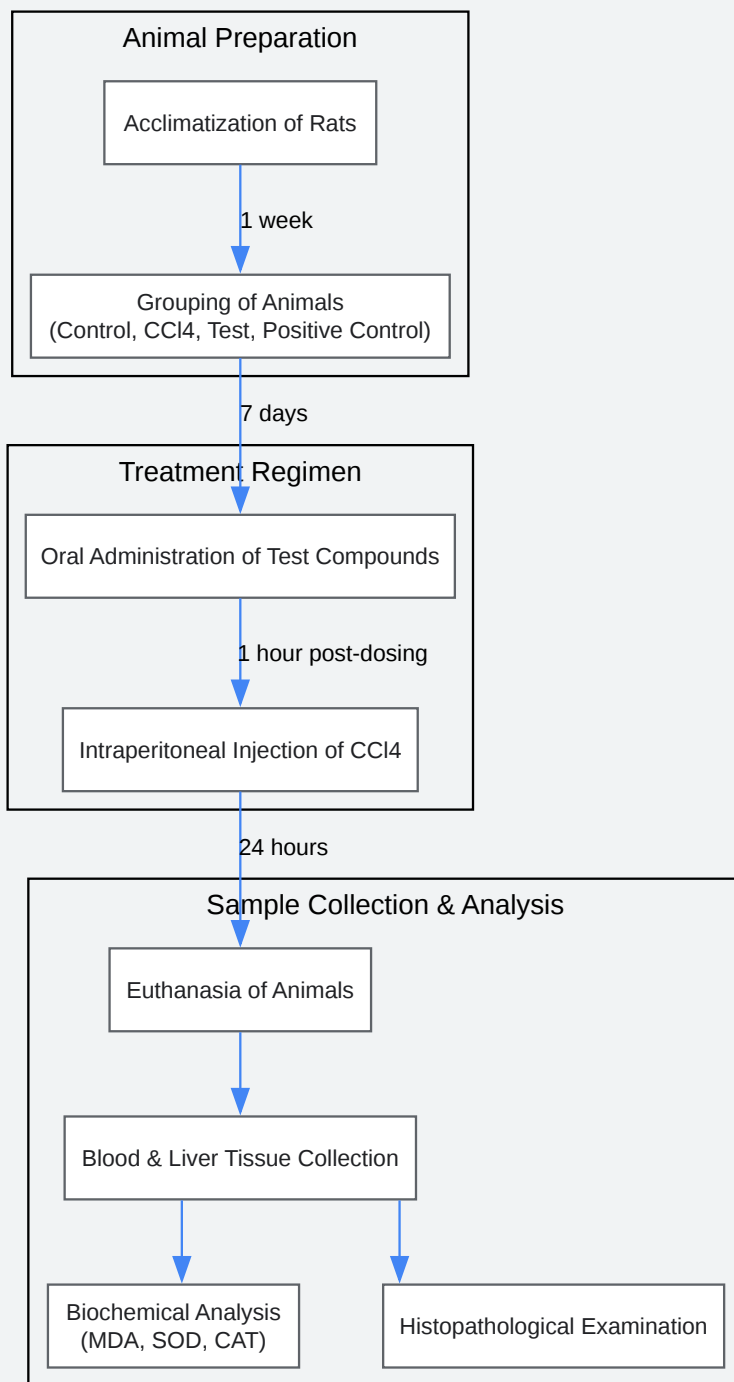 Animal Preparation
Acclimatization of Rats
1 week
Grouping of Animals
(Control, CCl4, Test, Positive Control)
7 days
Treatment Regimen
Oral Administration of Test Compounds
1 hour post-dosing
Intraperitoneal Injection of CCl4
24 hours
Sample Collection & Analysis
Euthanasia of Animals
Blood & Liver Tissue Collection
Biochemical Analysis
(MDA, SOD, CAT)
Histopathological Examination